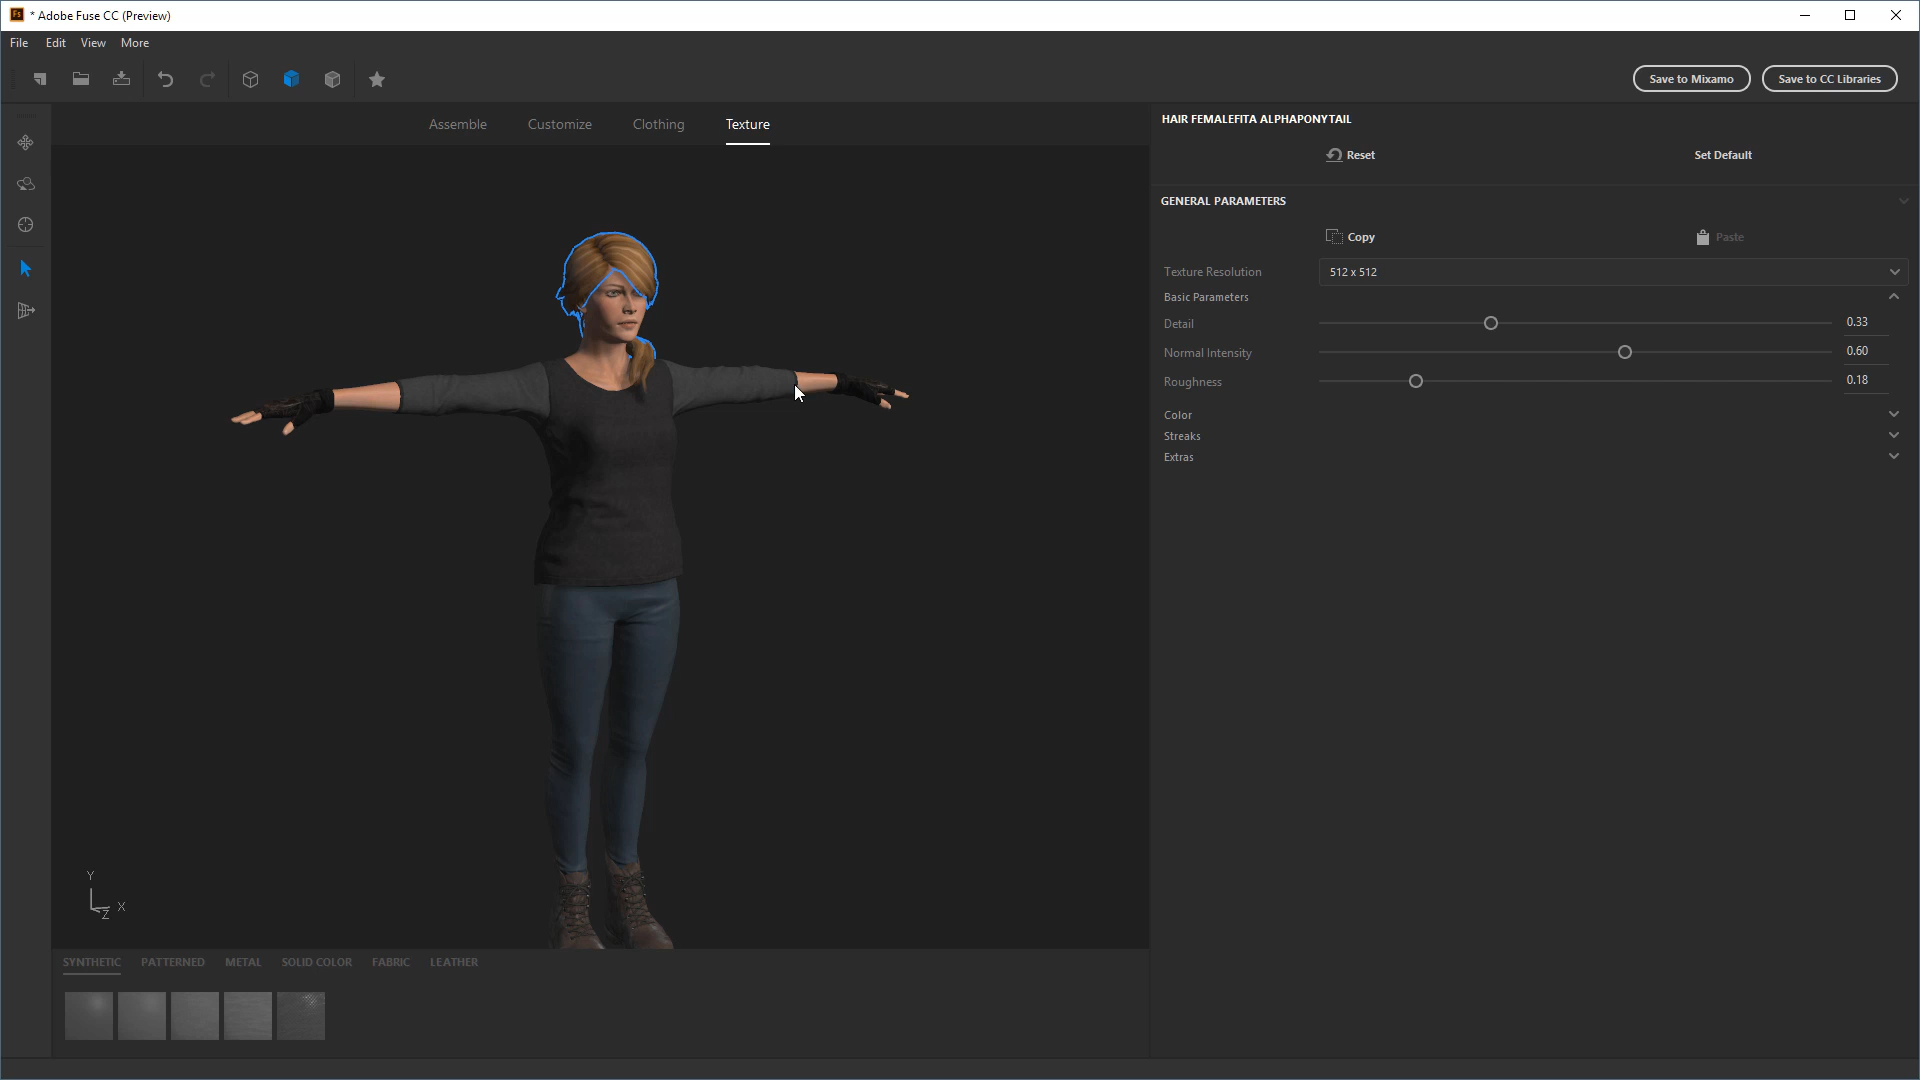 Fs * Adobe Fuse CC (Preview)
File Edit View More
Save to Mixamo Save to CC Libraries
Assemble Customize Clothing Texture
HAIR FEMALEFITA ALPHAPONYTAIL
Reset Set Default
GENERAL PARAMETERS
Copy Paste
Texture Resolution 512 x 512
Basic Parameters
Detail 0.33
Normal Intensity 0.60
Roughness 0.18
Color
Streaks
Extras
Y
X
Z
SYNTHETIC PATTERNED METAL SOLID COLOR FABRIC LEATHER